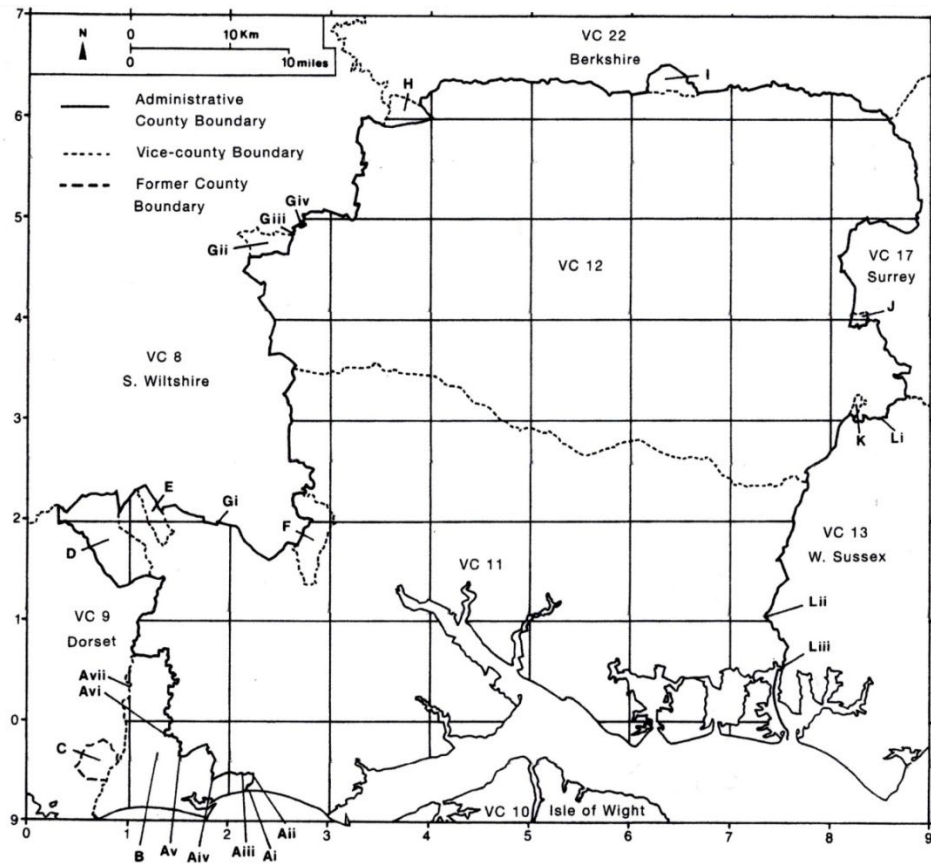 7
6
5
4
3
2
1
0
9
N
0 10 Km
0 10 miles
Administrative
County Boundary
Vice-county Boundary
Former County
Boundary
VC 22
Berkshire
H
I
Giv
Giii
Gii
VC 12
VC 17
Surrey
J
VC 8
S. Wiltshire
K
Li
E
Gi
F
D
VC 13
W. Sussex
VC 11
VC 9
Dorset
Lii
Liii
Avii
Avi
C
VC 10 Isle of Wight
B
Av
Aiv
Aiii
Ai
Aii
0 1 2 3 4 5 6 7 8 9